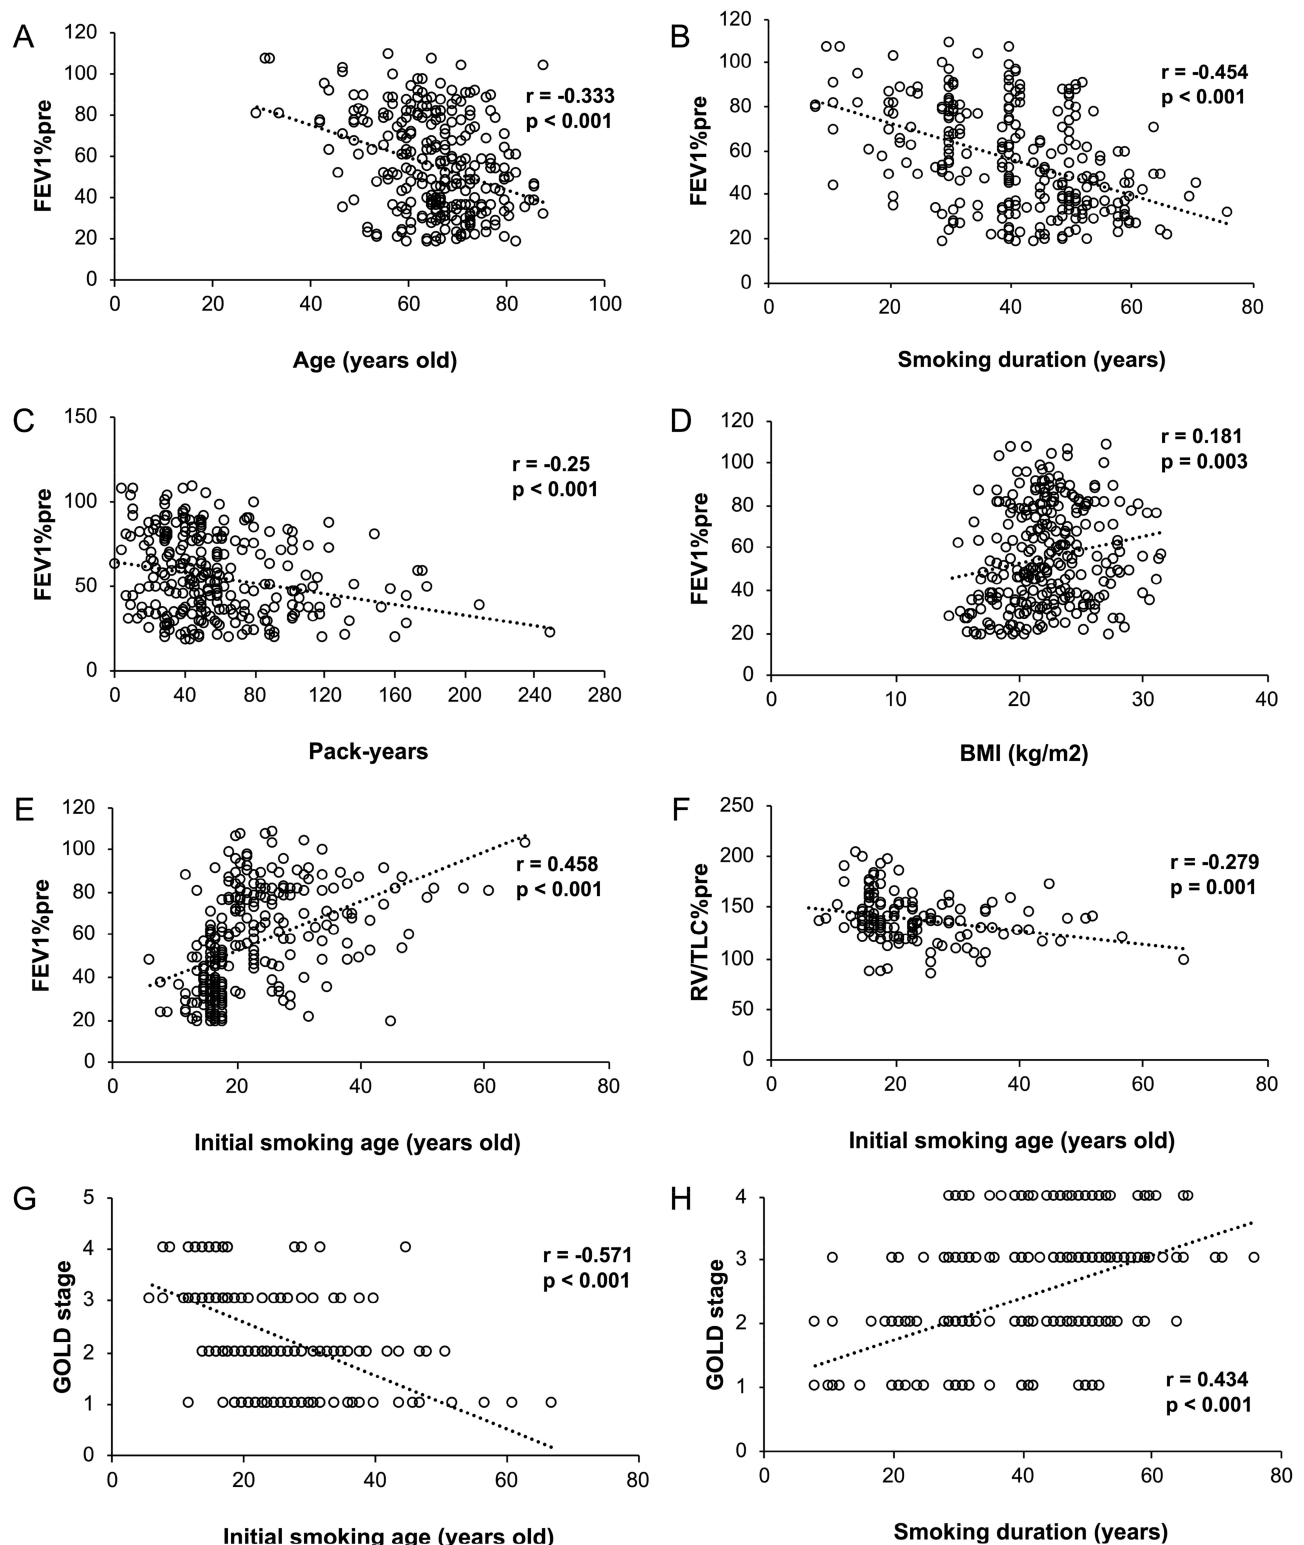 A
120
100
80
60
40
20
0
FEV1%pre
r = -0.333
p < 0.001
0 20 40 60 80 100
Age (years old)
B
120
100
80
60
40
20
0
FEV1%pre
r = -0.454
p < 0.001
0 20 40 60 80
Smoking duration (years)
C
150
100
50
0
FEV1%pre
r = -0.25
p < 0.001
0 40 80 120 160 200 240 280
Pack-years
D
120
100
80
60
40
20
0
FEV1%pre
r = 0.181
p = 0.003
0 10 20 30 40
BMI (kg/m2)
E
120
100
80
60
40
20
0
FEV1%pre
r = 0.458
p < 0.001
0 20 40 60 80
Initial smoking age (years old)
F
250
200
150
100
50
0
RV/TLC%pre
r = -0.279
p = 0.001
0 20 40 60 80
Initial smoking age (years old)
G
5
4
3
2
1
0
GOLD stage
r = -0.571
p < 0.001
0 20 40 60 80
Initial smoking age (years old)
H
4
3
2
1
0
GOLD stage
r = 0.434
p < 0.001
0 20 40 60 80
Smoking duration (years)